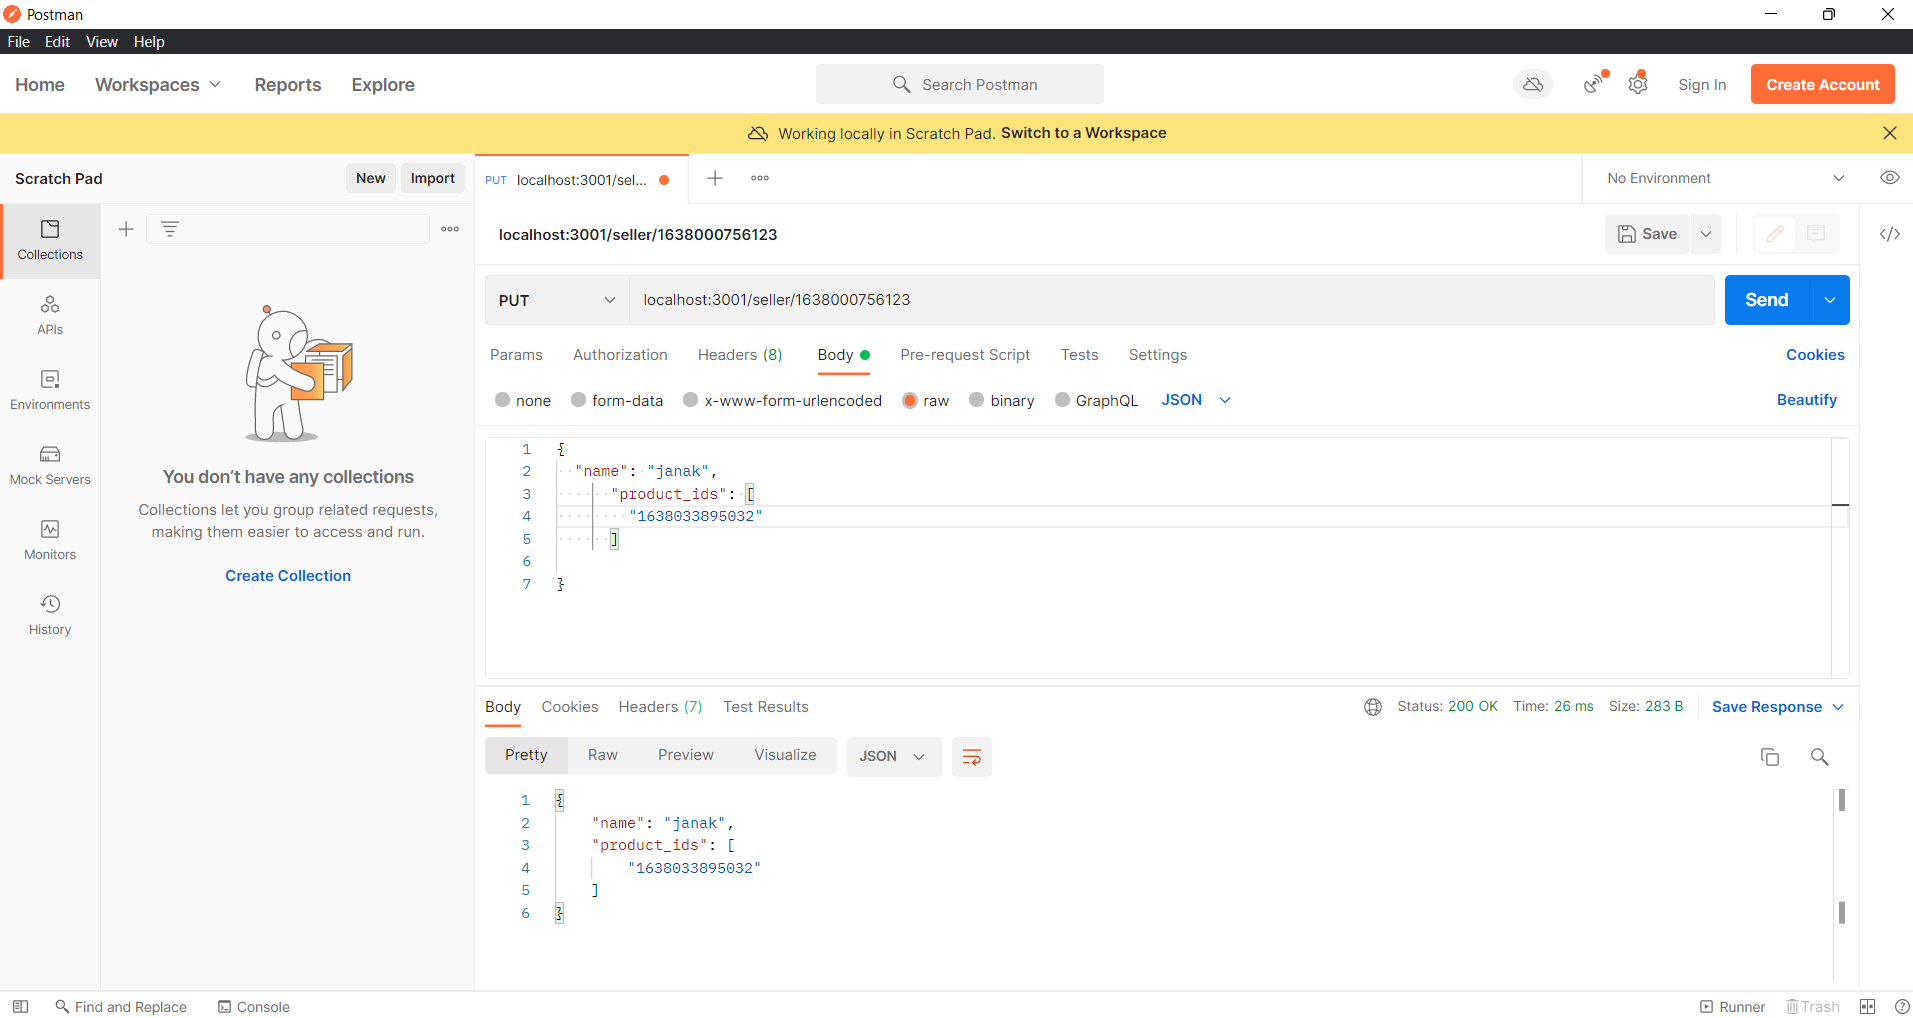 Postman
File Edit View Help
Home Workspaces Reports Explore Search Postman Sign In Create Account
Working locally in Scratch Pad. Switch to a Workspace
Scratch Pad New Import PUT localhost:3001/sel... No Environment
Collections
APIs
Environments
Mock Servers
Monitors
History
You don't have any collections
Collections let you group related requests,
making them easier to access and run.
Create Collection
localhost:3001/seller/1638000756123 Save
PUT localhost:3001/seller/1638000756123 Send
Params Authorization Headers (8) Body Pre-request Script Tests Settings Cookies
none form-data x-www-form-urlencoded raw binary GraphQL JSON Beautify
1 {
2 "name": "janak",
3 "product_ids": [
4 "1638033895032"
5 ]
6
7 }
Body Cookies Headers (7) Test Results Status: 200 OK Time: 26 ms Size: 283 B Save Response
Pretty Raw Preview Visualize JSON
1 {
2 "name": "janak",
3 "product_ids": [
4 "1638033895032"
5 ]
6 }
Find and Replace Console Runner Trash